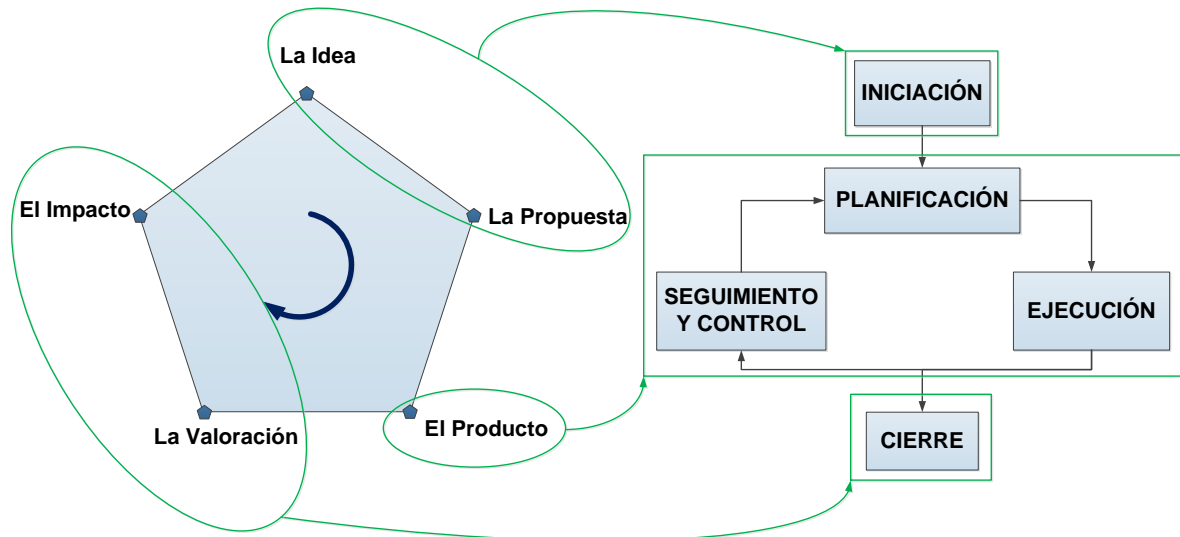 La Idea
El Impacto
La Propuesta
La Valoración
El Producto
INICIACIÓN
PLANIFICACIÓN
SEGUIMIENTO
Y CONTROL
EJECUCIÓN
CIERRE